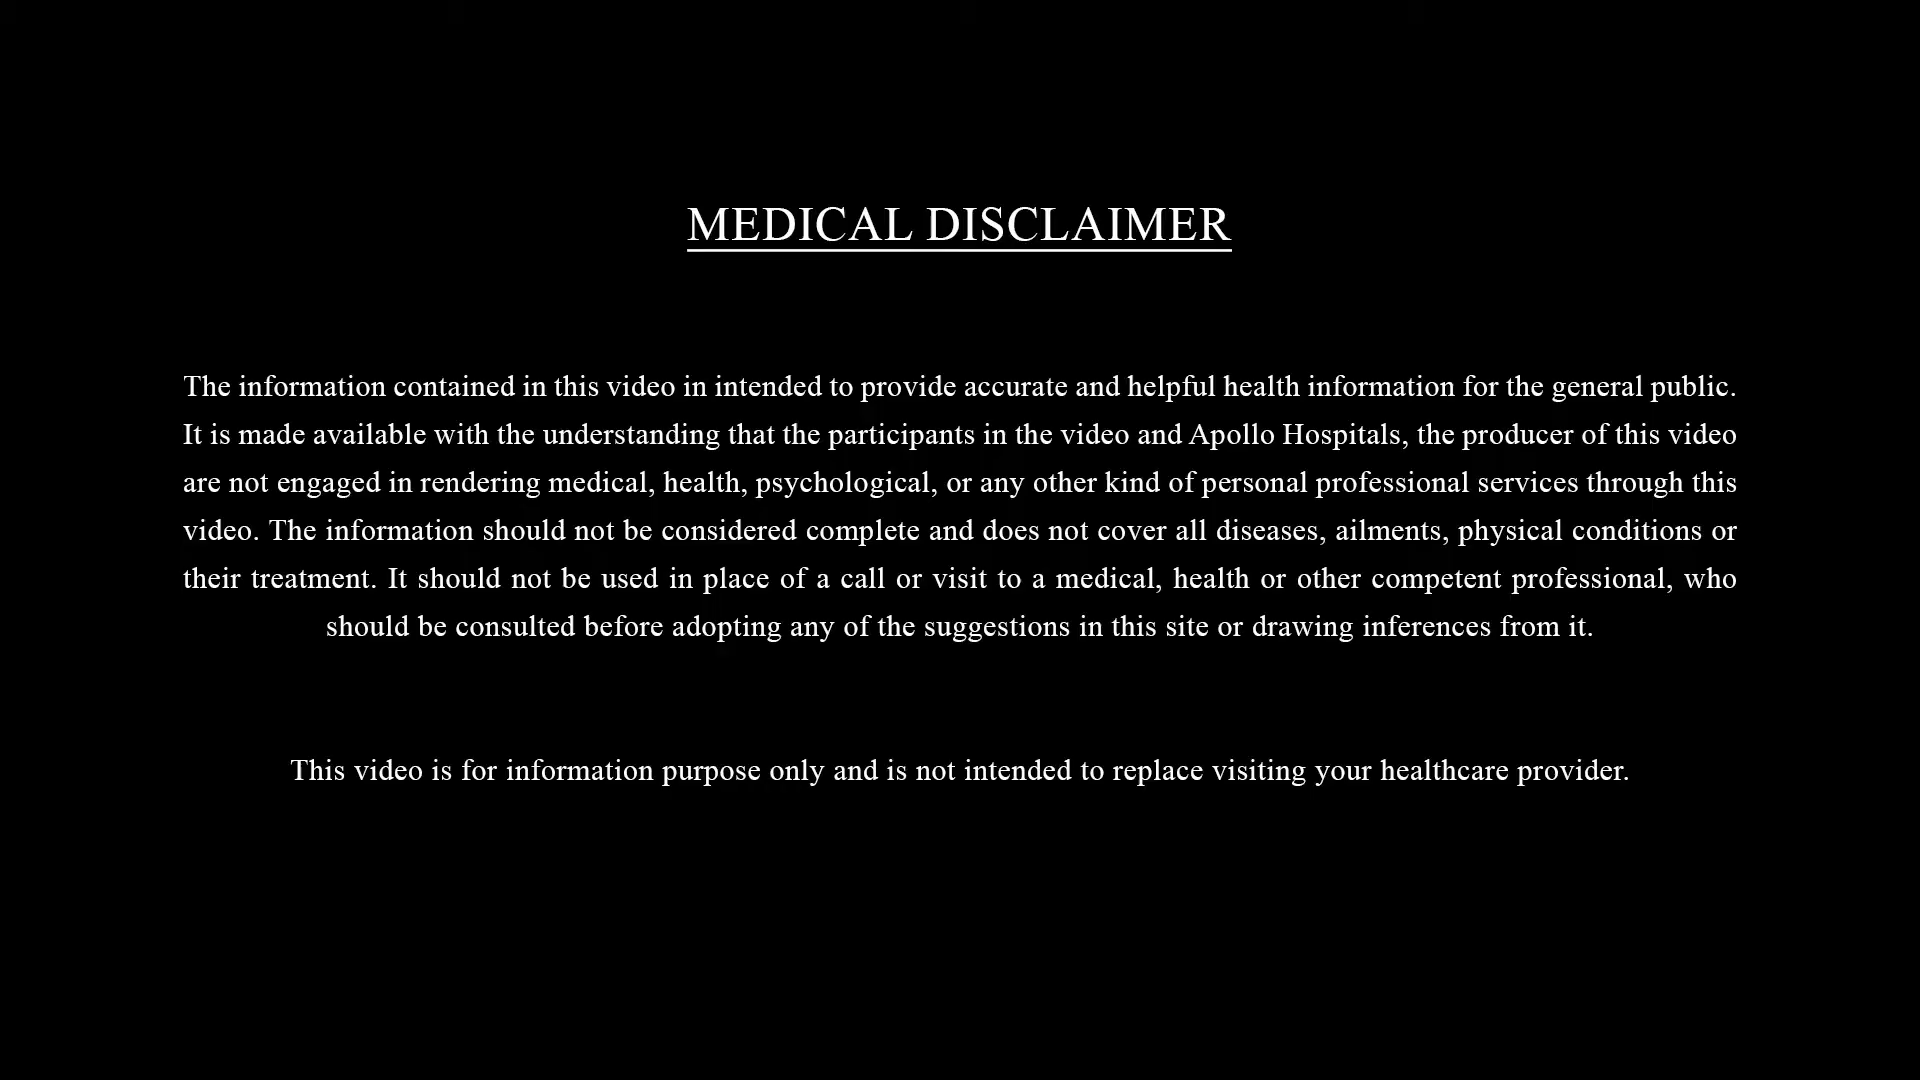 MEDICAL DISCLAIMER
The information contained in this video in intended to provide accurate and helpful health information for the general public.
It is made available with the understanding that the participants in the video and Apollo Hospitals, the producer of this video
are not engaged in rendering medical, health, psychological, or any other kind of personal professional services through this
video. The information should not be considered complete and does not cover all diseases, ailments, physical conditions or
their treatment. It should not be used in place of a call or visit to a medical, health or other competent professional, who
should be consulted before adopting any of the suggestions in this site or drawing inferences from it.
This video is for information purpose only and is not intended to replace visiting your healthcare provider.